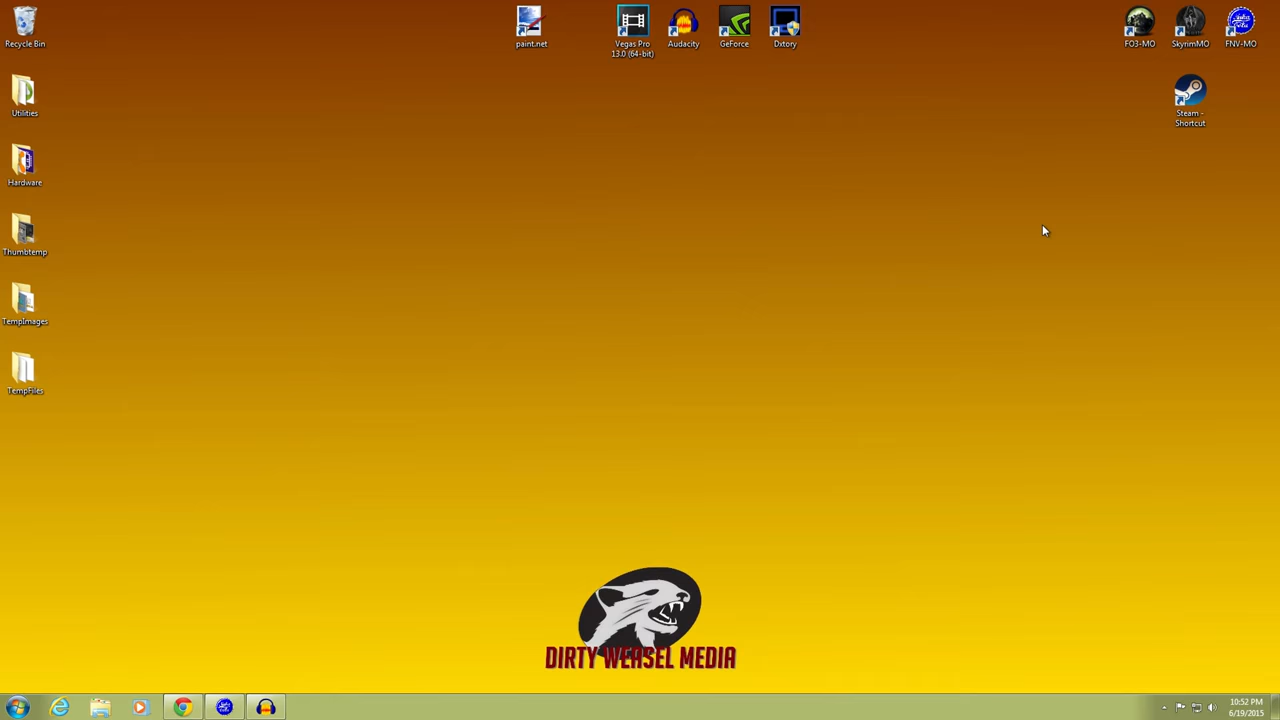 Recycle Bin
paint.net
Vegas Pro
13.0 (64-bit)
Audacity
GeForce
Dxtory
FO3-MO
SkyrimMO
FNV-MO
Utilities
Steam -
Shortcut
Hardware
Thumbtemp
TempImages
TempFiles
DIRTY WEASEL MEDIA
10:52 PM
6/19/2015